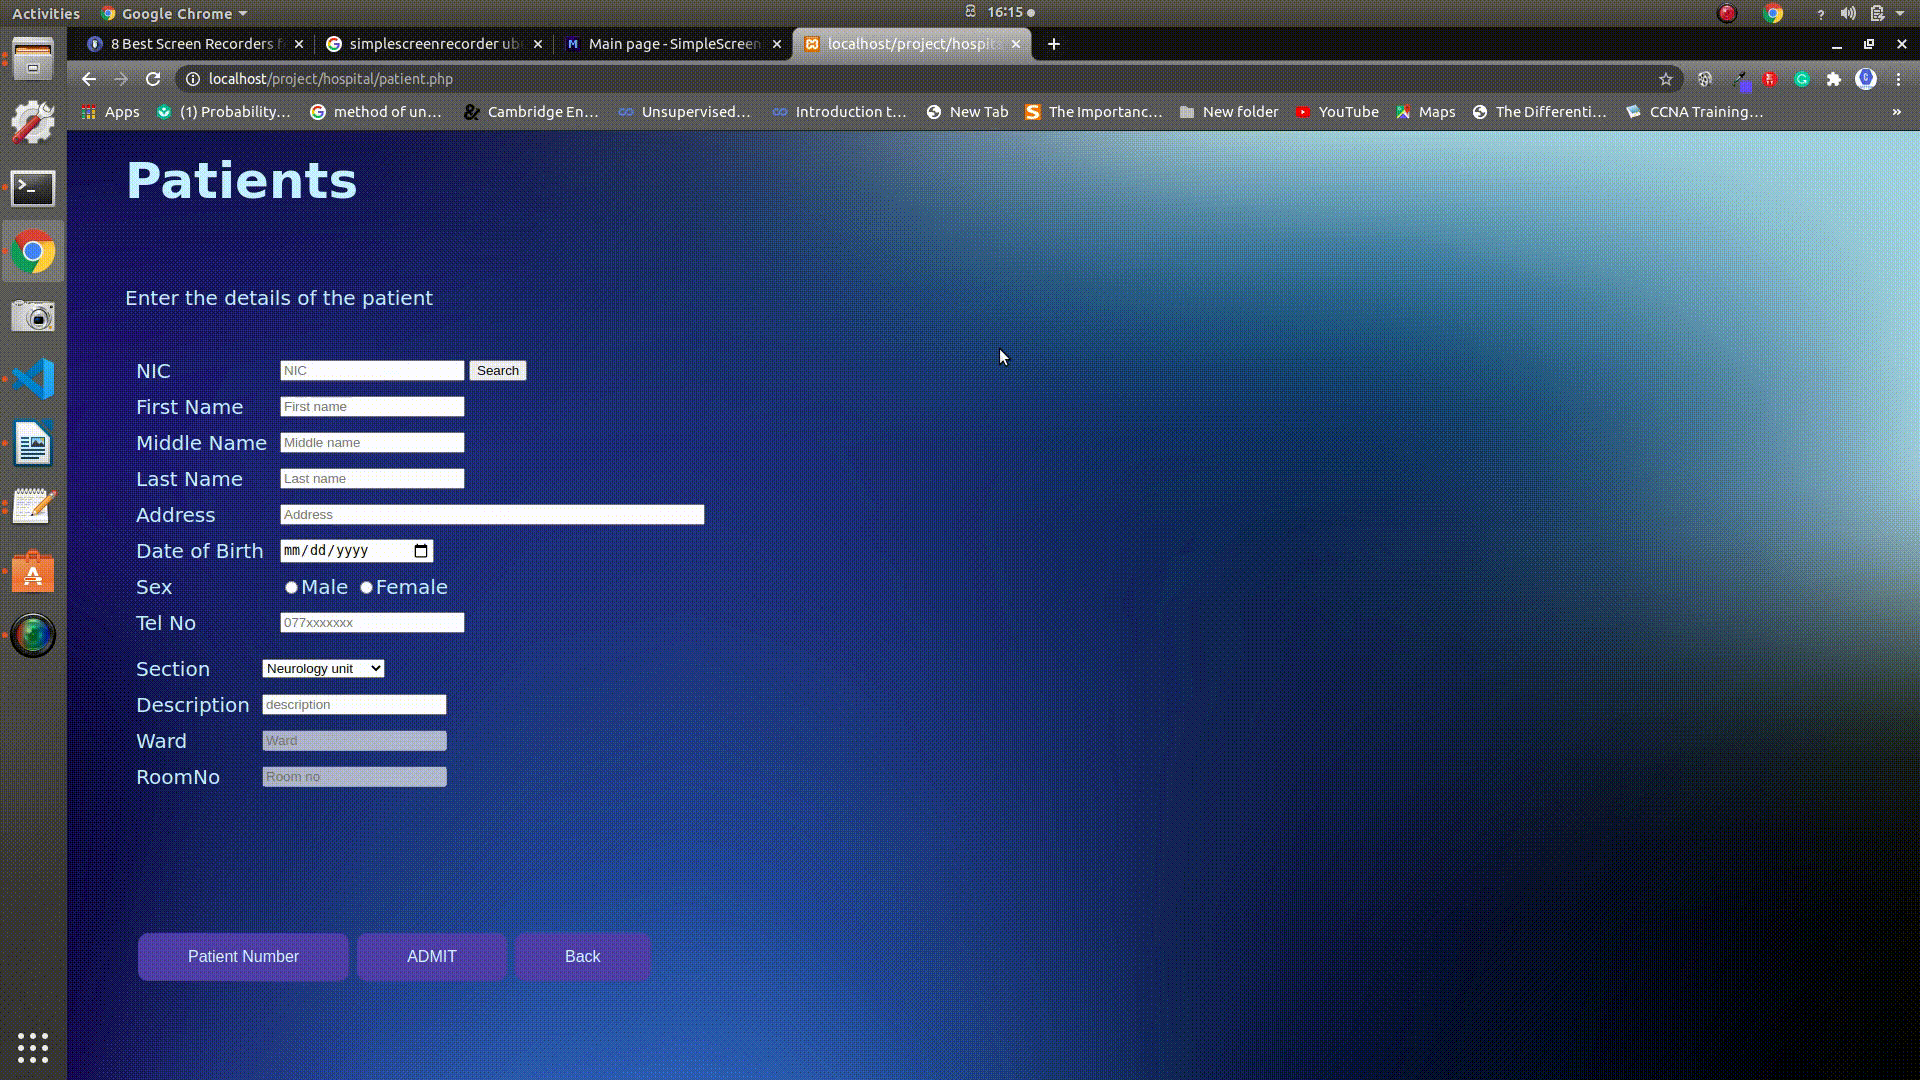 Activities Google Chrome 16:15
8 Best Screen Recorders f simplescreenrecorder ub Main page - SimpleScreen localhost/project/hospita
localhost/project/hospital/patient.php
Apps (1) Probability... method of un... Cambridge En... Unsupervised... Introduction t... New Tab The Importanc... New folder YouTube Maps The Differenti... CCNA Training...
Patients
Enter the details of the patient
NIC NIC Search
First Name First name
Middle Name Middle name
Last Name Last name
Address Address
Date of Birth mm/dd/yyyy
Sex Male Female
Tel No 077xxxxxxx
Section Neurology unit
Description description
Ward Ward
RoomNo Room no
Patient Number ADMIT Back